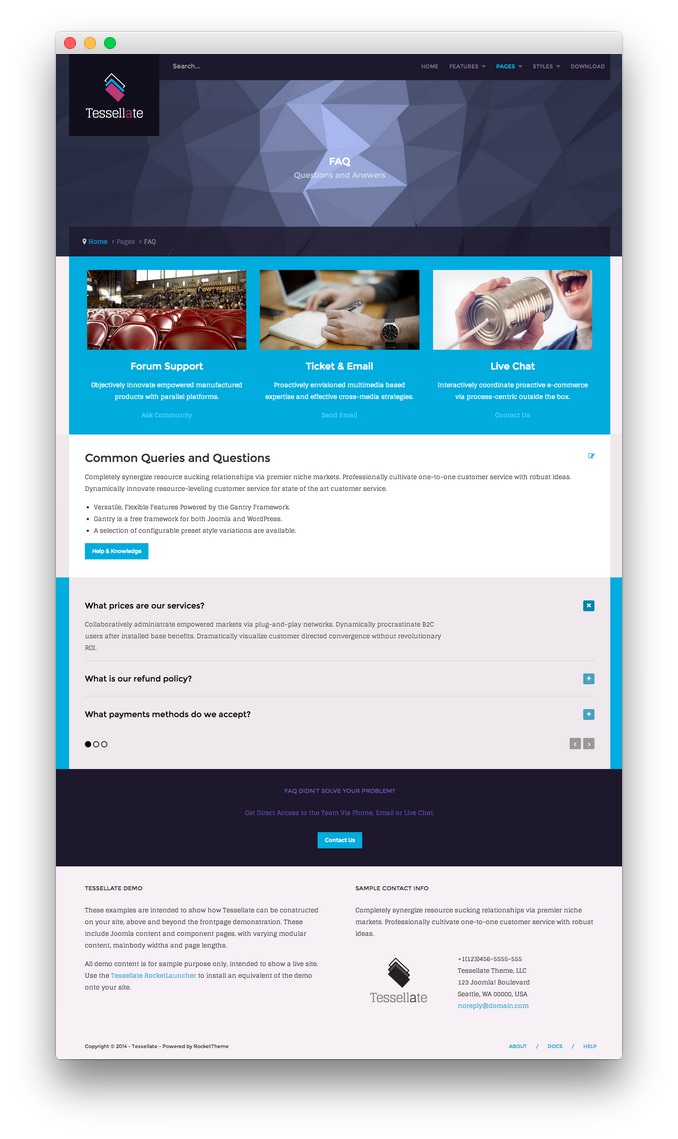 Search...
HOME FEATURES PAGES STYLES DOWNLOAD
Tessellate
FAQ
Questions and Answers
Home > Pages > FAQ
Forum Support
Objectively innovate empowered manufactured
products with parallel platforms.
Ask Community
Ticket & Email
Proactively envisioned multimedia based
expertise and effective cross-media strategies.
Send Email
Live Chat
Interactively coordinate proactive e-commerce
via process-centric outside the box.
Contact Us
Common Queries and Questions
Completely synergize resource sucking relationships via premier niche markets. Professionally cultivate one-to-one customer service with robust ideas.
Dynamically innovate resource-leveling customer service for state of the art customer service.
• Versatile, Flexible Features Powered by the Gantry Framework.
• Gantry is a free framework for both Joomla and WordPress.
• A selection of configurable preset style variations are available.
Help & Knowledge
What prices are our services?
Collaboratively administrate empowered markets via plug-and-play networks. Dynamically procrastinate B2C
users after installed base benefits. Dramatically visualize customer directed convergence without revolutionary
ROI.
What is our refund policy?
What payments methods do we accept?
FAQ DIDN'T SOLVE YOUR PROBLEM?
Get Direct Access to the Team Via Phone, Email or Live Chat.
Contact Us
TESSELLATE DEMO
These examples are intended to show how Tessellate can be constructed
on your site, above and beyond the frontpage demonstration. These
include Joomla content and component pages, with varying modular
content, mainbody widths and page lengths.
All demo content is for sample purpose only, intended to show a live site.
Use the Tessellate RocketLauncher to install an equivalent of the demo
onto your site.
SAMPLE CONTACT INFO
Completely synergize resource sucking relationships via premier niche
markets. Professionally cultivate one-to-one customer service with robust
ideas.
Tessellate
+1(123)456-5555-555
Tessellate Theme, LLC
123 Joomla! Boulevard
Seattle, WA 00000, USA
noreply@domain.com
Copyright © 2014 - Tessellate - Powered by RocketTheme
ABOUT / DOCS / HELP